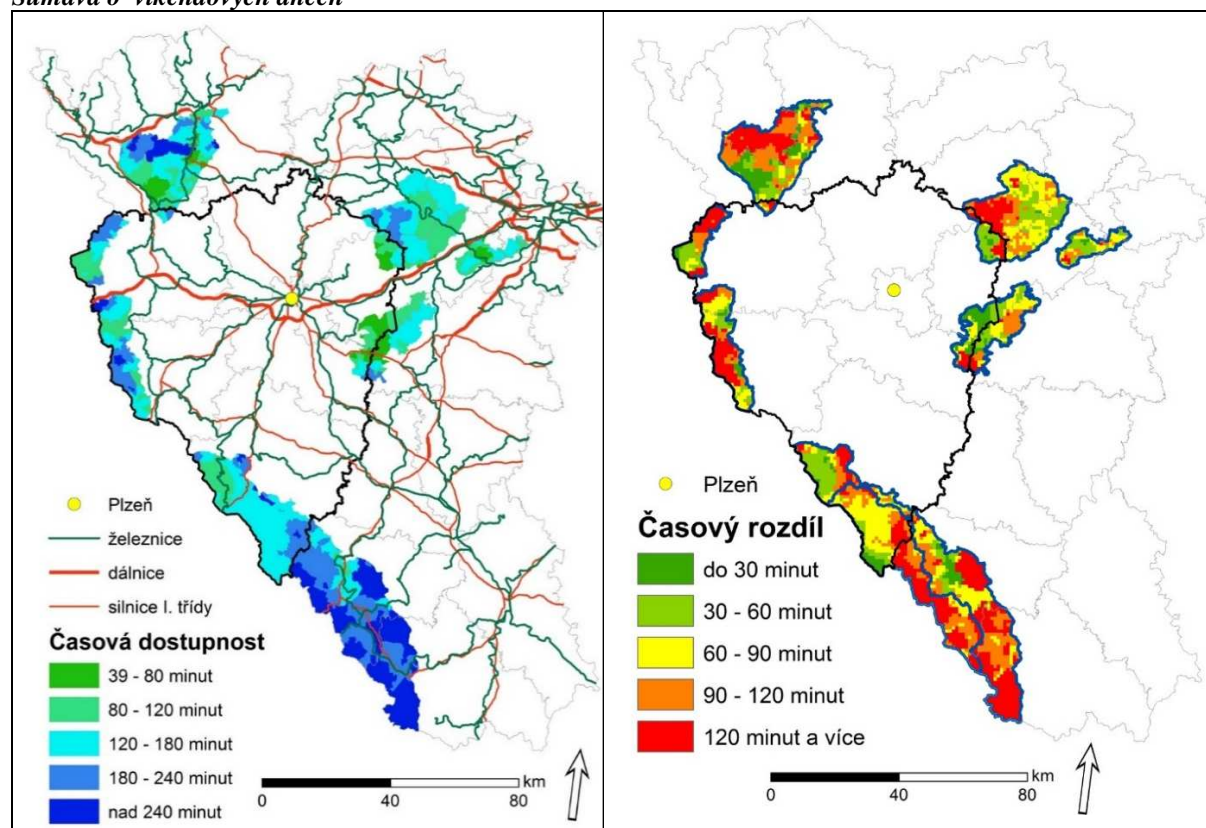 Šumava o víkendových dnech
Plzeň
železnice
dálnice
silnice I. třídy
Časová dostupnost
39 - 80 minut
80 - 120 minut
120 - 180 minut
180 - 240 minut
nad 240 minut
km
0 40 80
Plzeň
Časový rozdíl
do 30 minut
30 - 60 minut
60 - 90 minut
90 - 120 minut
120 minut a více
km
0 40 80